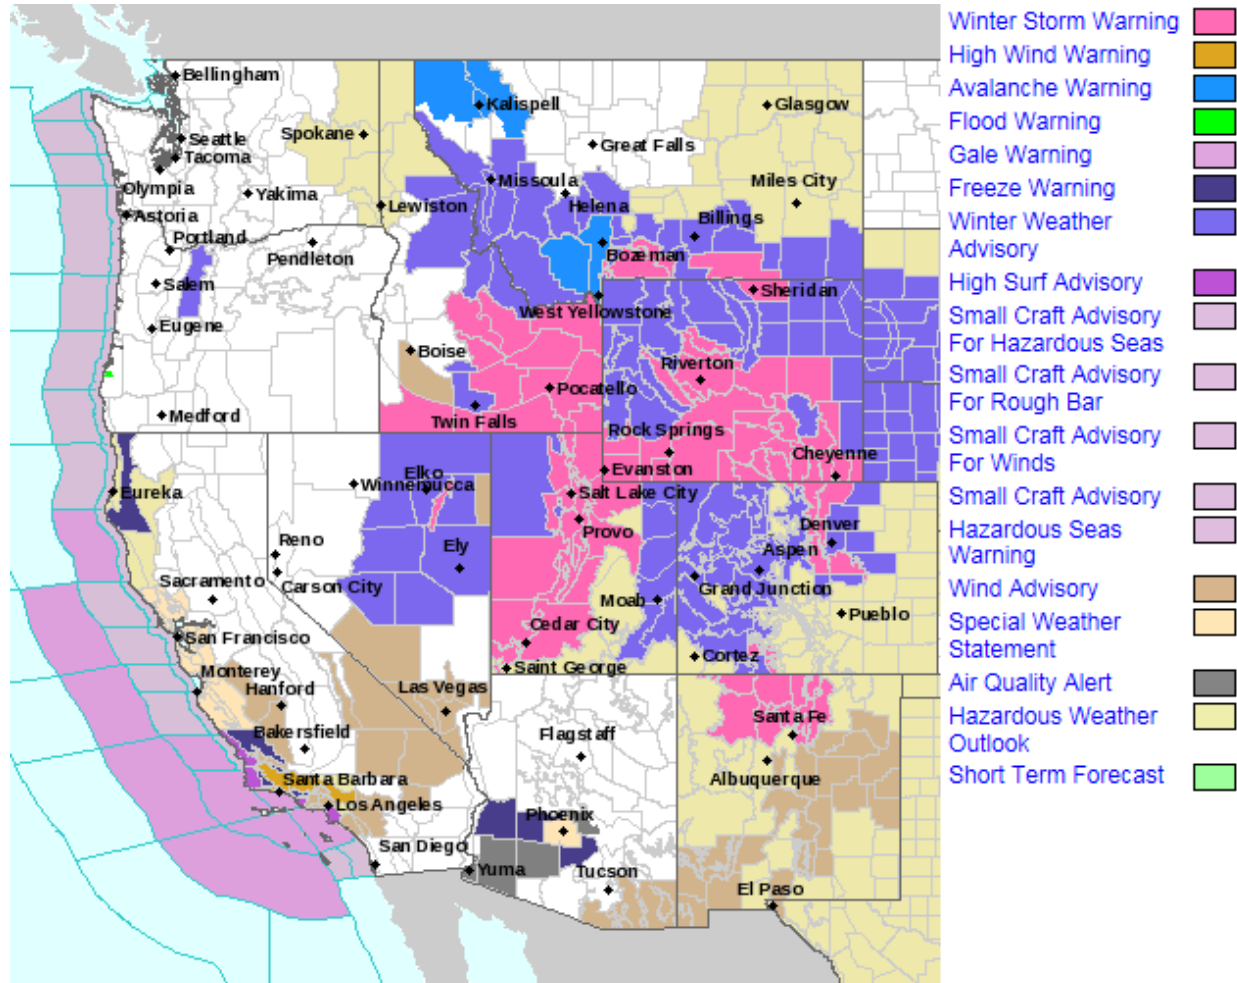 Bellingham
Seattle
Tacoma
Olympia
Yakima
Spokane
Astoria
Portland
Pendleton
Salem
Eugene
Medford
Lewiston
Kalispell
Great Falls
Glasgow
Missoula
Helena
Miles City
Billings
Bozeman
West Yellowstone
Sheridan
Boise
Pocatello
Twin Falls
Riverton
Rock Springs
Cheyenne
Evanston
Eureka
Winnemucca
Elko
Salt Lake City
Provo
Reno
Carson City
Ely
Sacramento
San Francisco
Denver
Aspen
Grand Junction
Moab
Pueblo
Cedar City
Saint George
Cortez
Monterey
Hanford
Bakersfield
Las Vegas
Flagstaff
Santa Fe
Albuquerque
Santa Barbara
Los Angeles
San Diego
Phoenix
Yuma
Tucson
El Paso
Winter Storm Warning
High Wind Warning
Avalanche Warning
Flood Warning
Gale Warning
Freeze Warning
Winter Weather
Advisory
High Surf Advisory
Small Craft Advisory
For Hazardous Seas
Small Craft Advisory
For Rough Bar
Small Craft Advisory
For Winds
Small Craft Advisory
Hazardous Seas
Warning
Wind Advisory
Special Weather
Statement
Air Quality Alert
Hazardous Weather
Outlook
Short Term Forecast